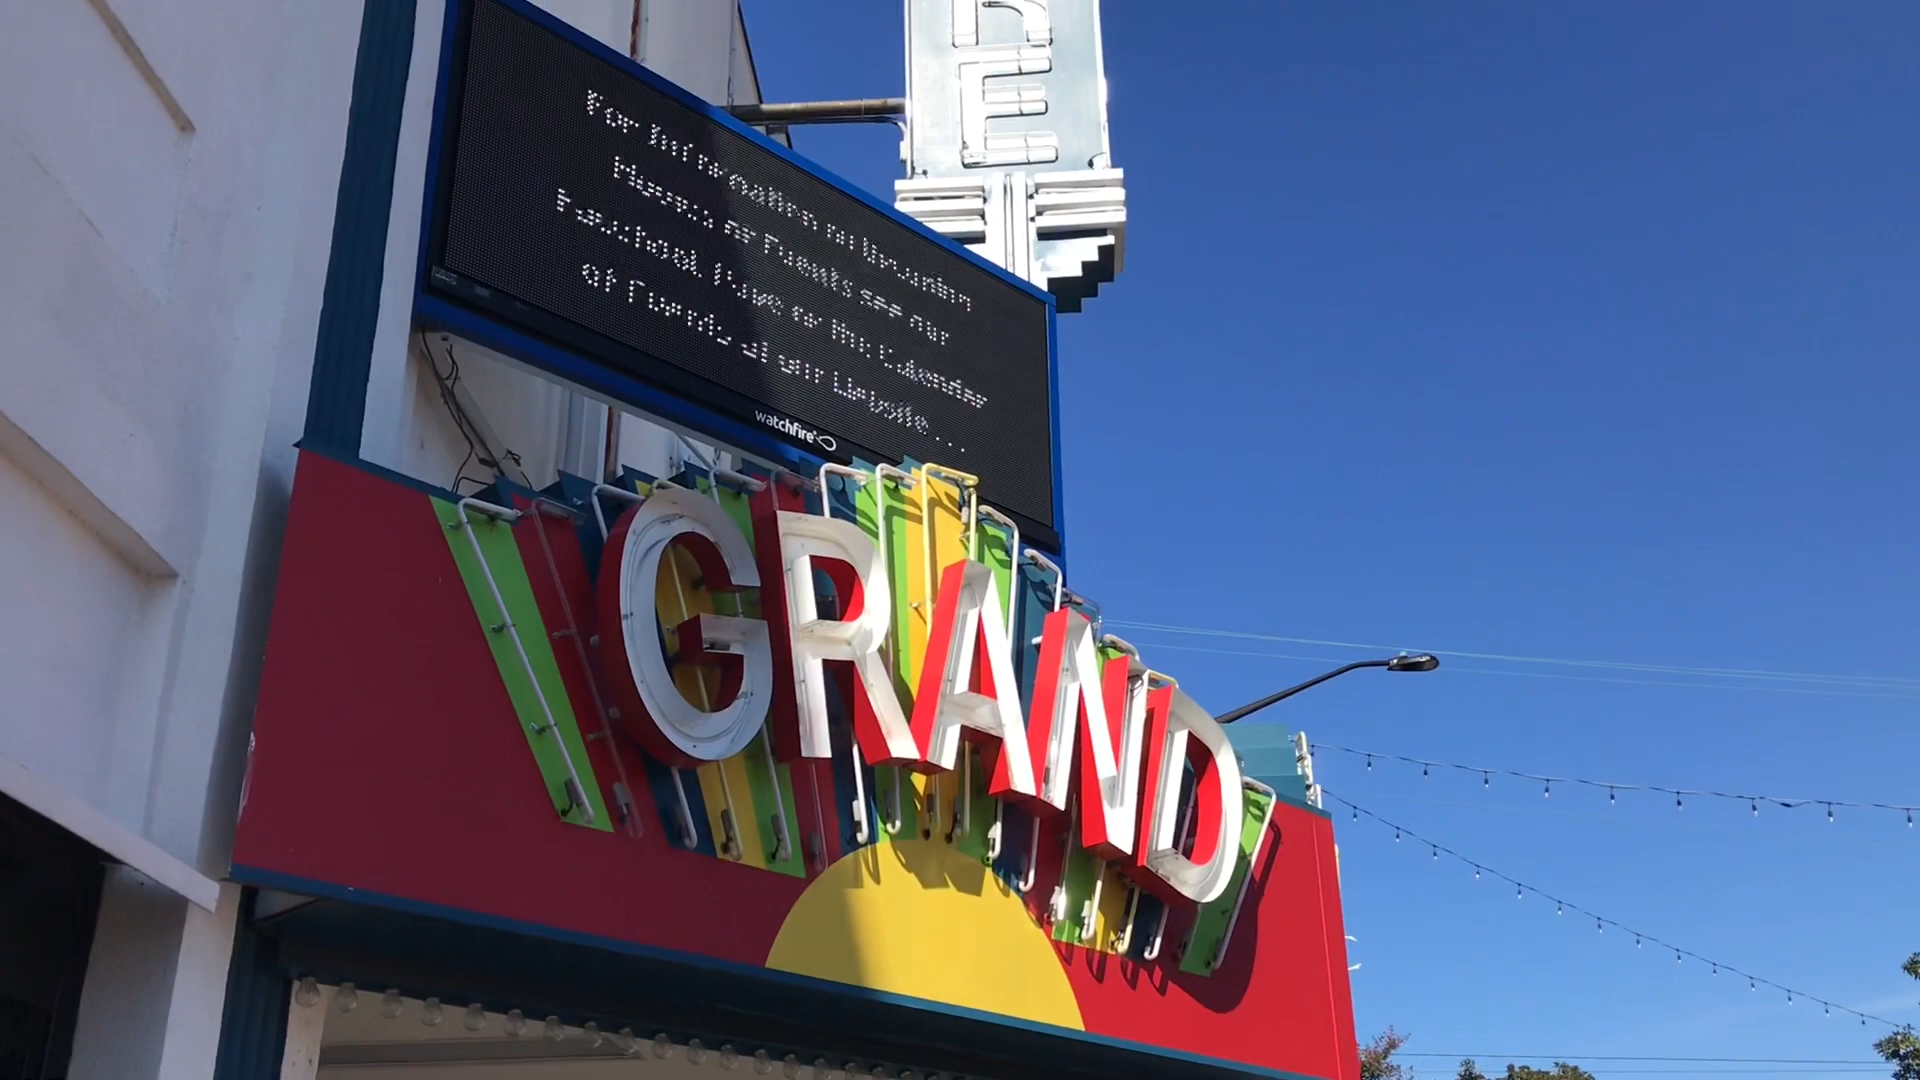 RE
For Information on Upcoming
Movies or Events see our
Facebook Page or the Calendar
of Events at our Website...
watchfire
GRAND